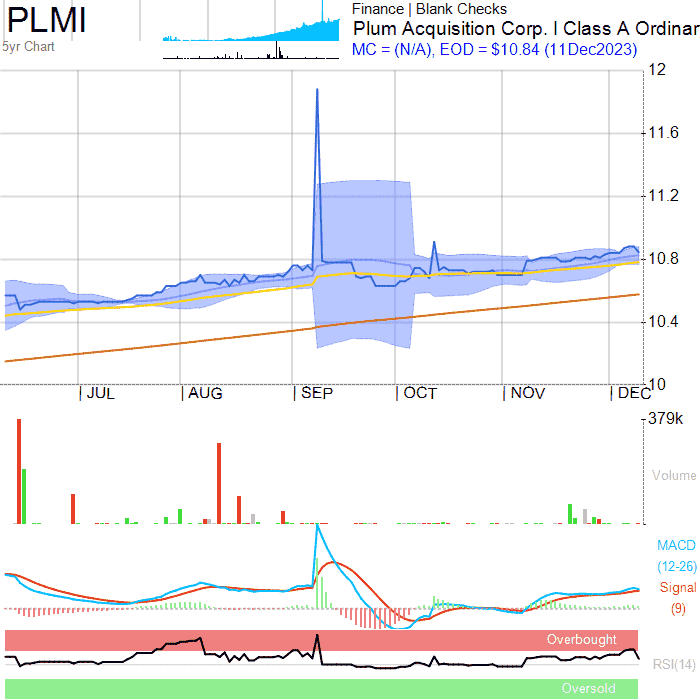 PLMI
5yr Chart
Finance | Blank Checks
Plum Acquisition Corp. I Class A Ordinar
MC = (N/A), EOD = $10.84 (11Dec2023)
12
11.6
11.2
10.8
10.4
10
| JUL | AUG | SEP | OCT | NOV | DEC
379k
Volume
MACD
(12-26)
Signal
(9)
Overbought
RSI(14)
Oversold